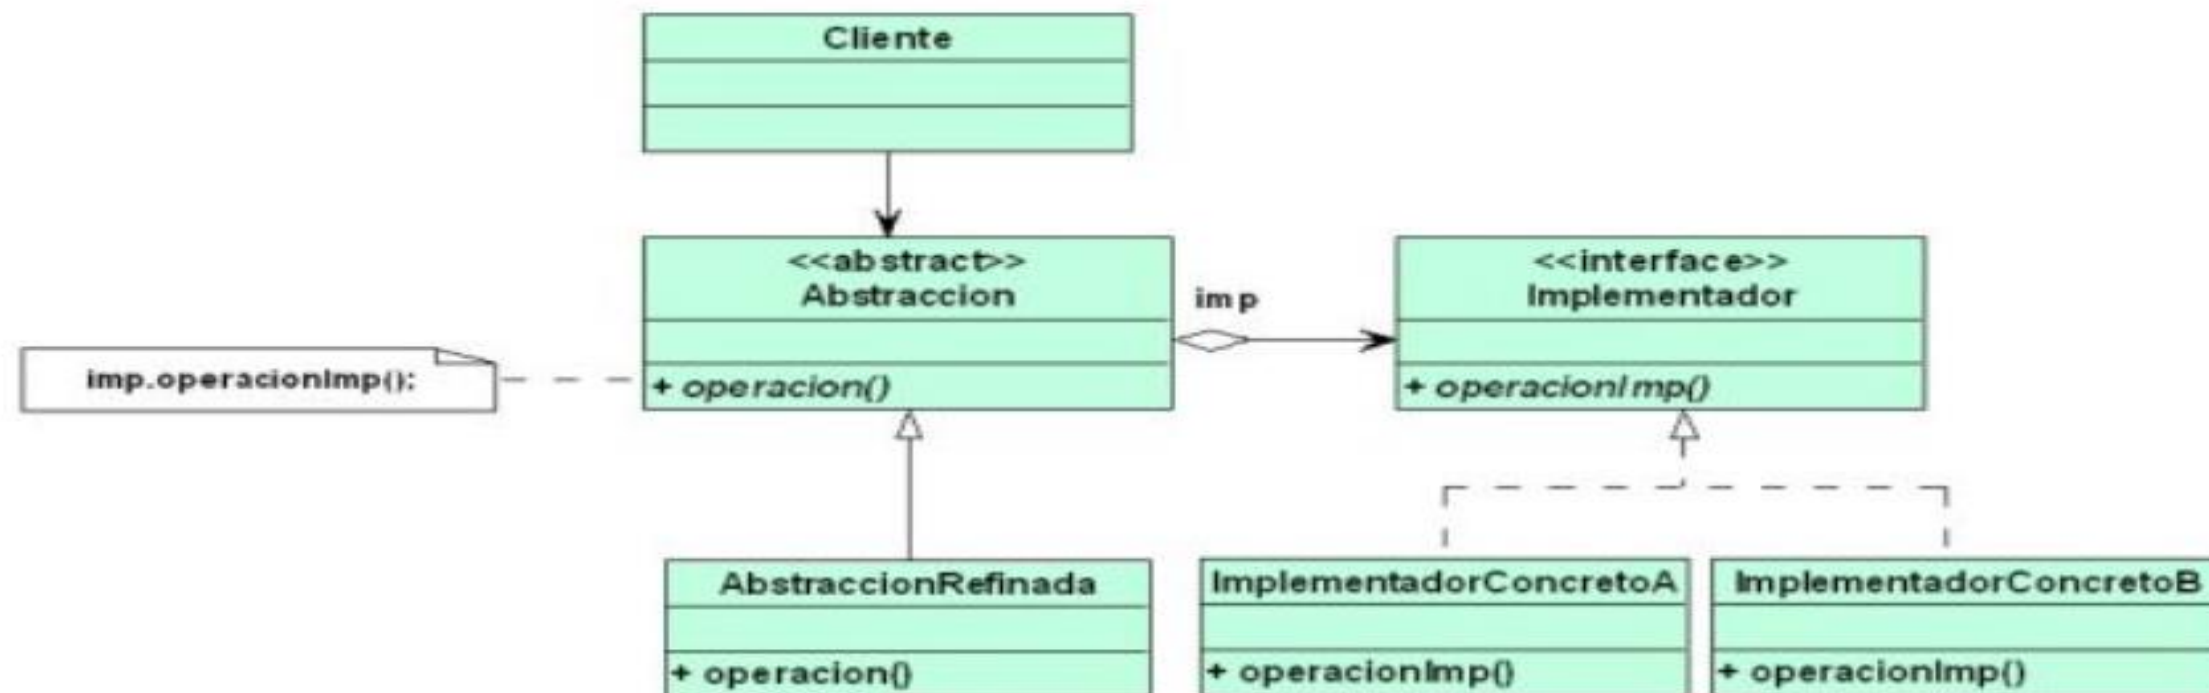 Cliente
<<abstract>>
Abstraccion
imp
<<interface>>
Implementador
imp.operacionImp();
+ operacion()
+ operacionImp()
AbstraccionRefinada
ImplementadorConcretoA
ImplementadorConcretoB
+ operacion()
+ operacionImp()
+ operacionImp()